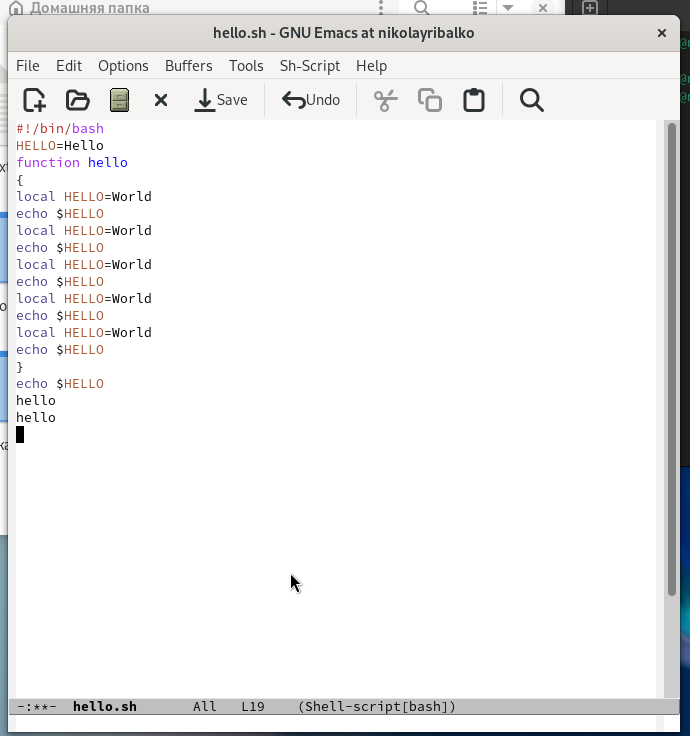 Домашняя папка
hello.sh - GNU Emacs at nikolayribalko
File Edit Options Buffers Tools Sh-Script Help
Save Undo
#!/bin/bash
HELLO=Hello
function hello
{
local HELLO=World
echo $HELLO
local HELLO=World
echo $HELLO
local HELLO=World
echo $HELLO
local HELLO=World
echo $HELLO
local HELLO=World
echo $HELLO
}
echo $HELLO
hello
hello
-:**- hello.sh All L19 (Shell-script[bash])